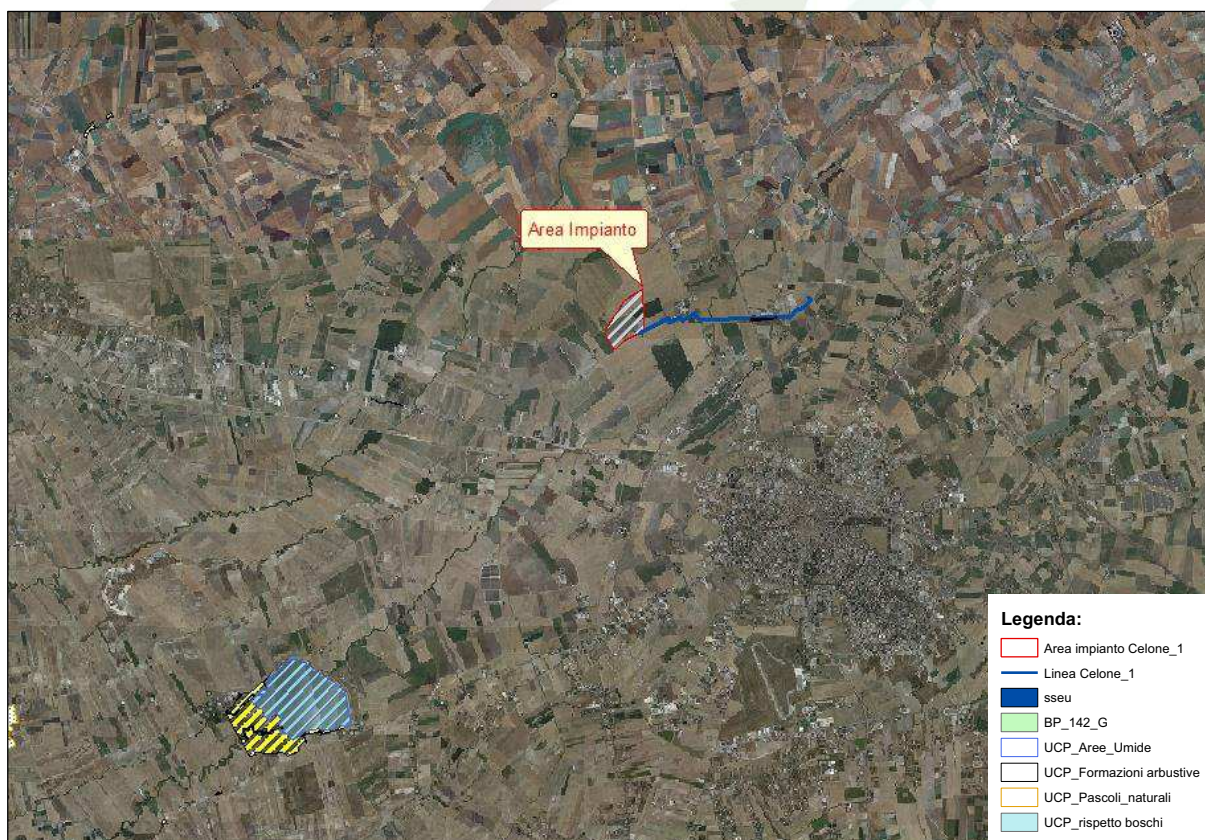 Area Impianto
Legenda:
Area impianto Celone_1
Linea Celone_1
sseu
BP_142_G
UCP_Aree_Umide
UCP_Formazioni arbustive
UCP_Pascoli_naturali
UCP_rispetto boschi